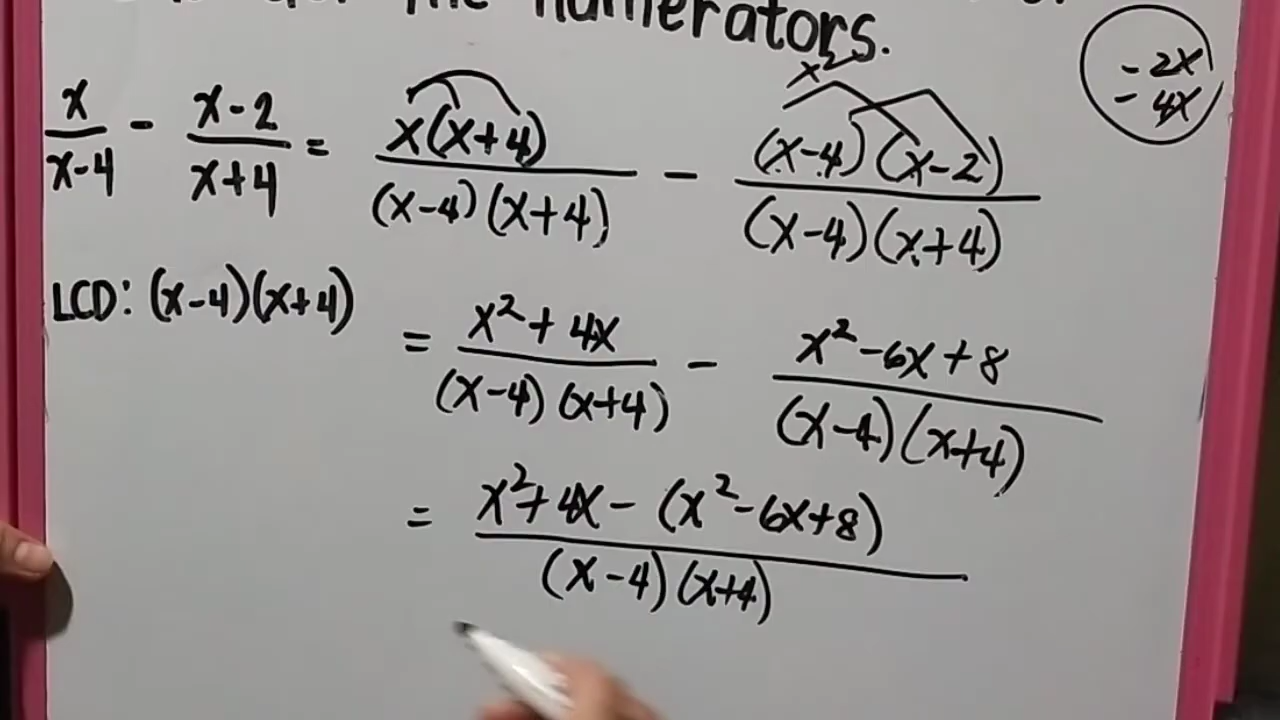 the numerators.
x/(x-4) - (x-2)/(x+4) = x(x+4)/((x-4)(x+4)) - (x-4)(x-2)/((x-4)(x+4))
x²
-2x
-4x
LCD: (x-4)(x+4)
= (x²+4x)/((x-4)(x+4)) - (x²-6x+8)/((x-4)(x+4))
= (x²+4x-(x²-6x+8))/((x-4)(x+4))